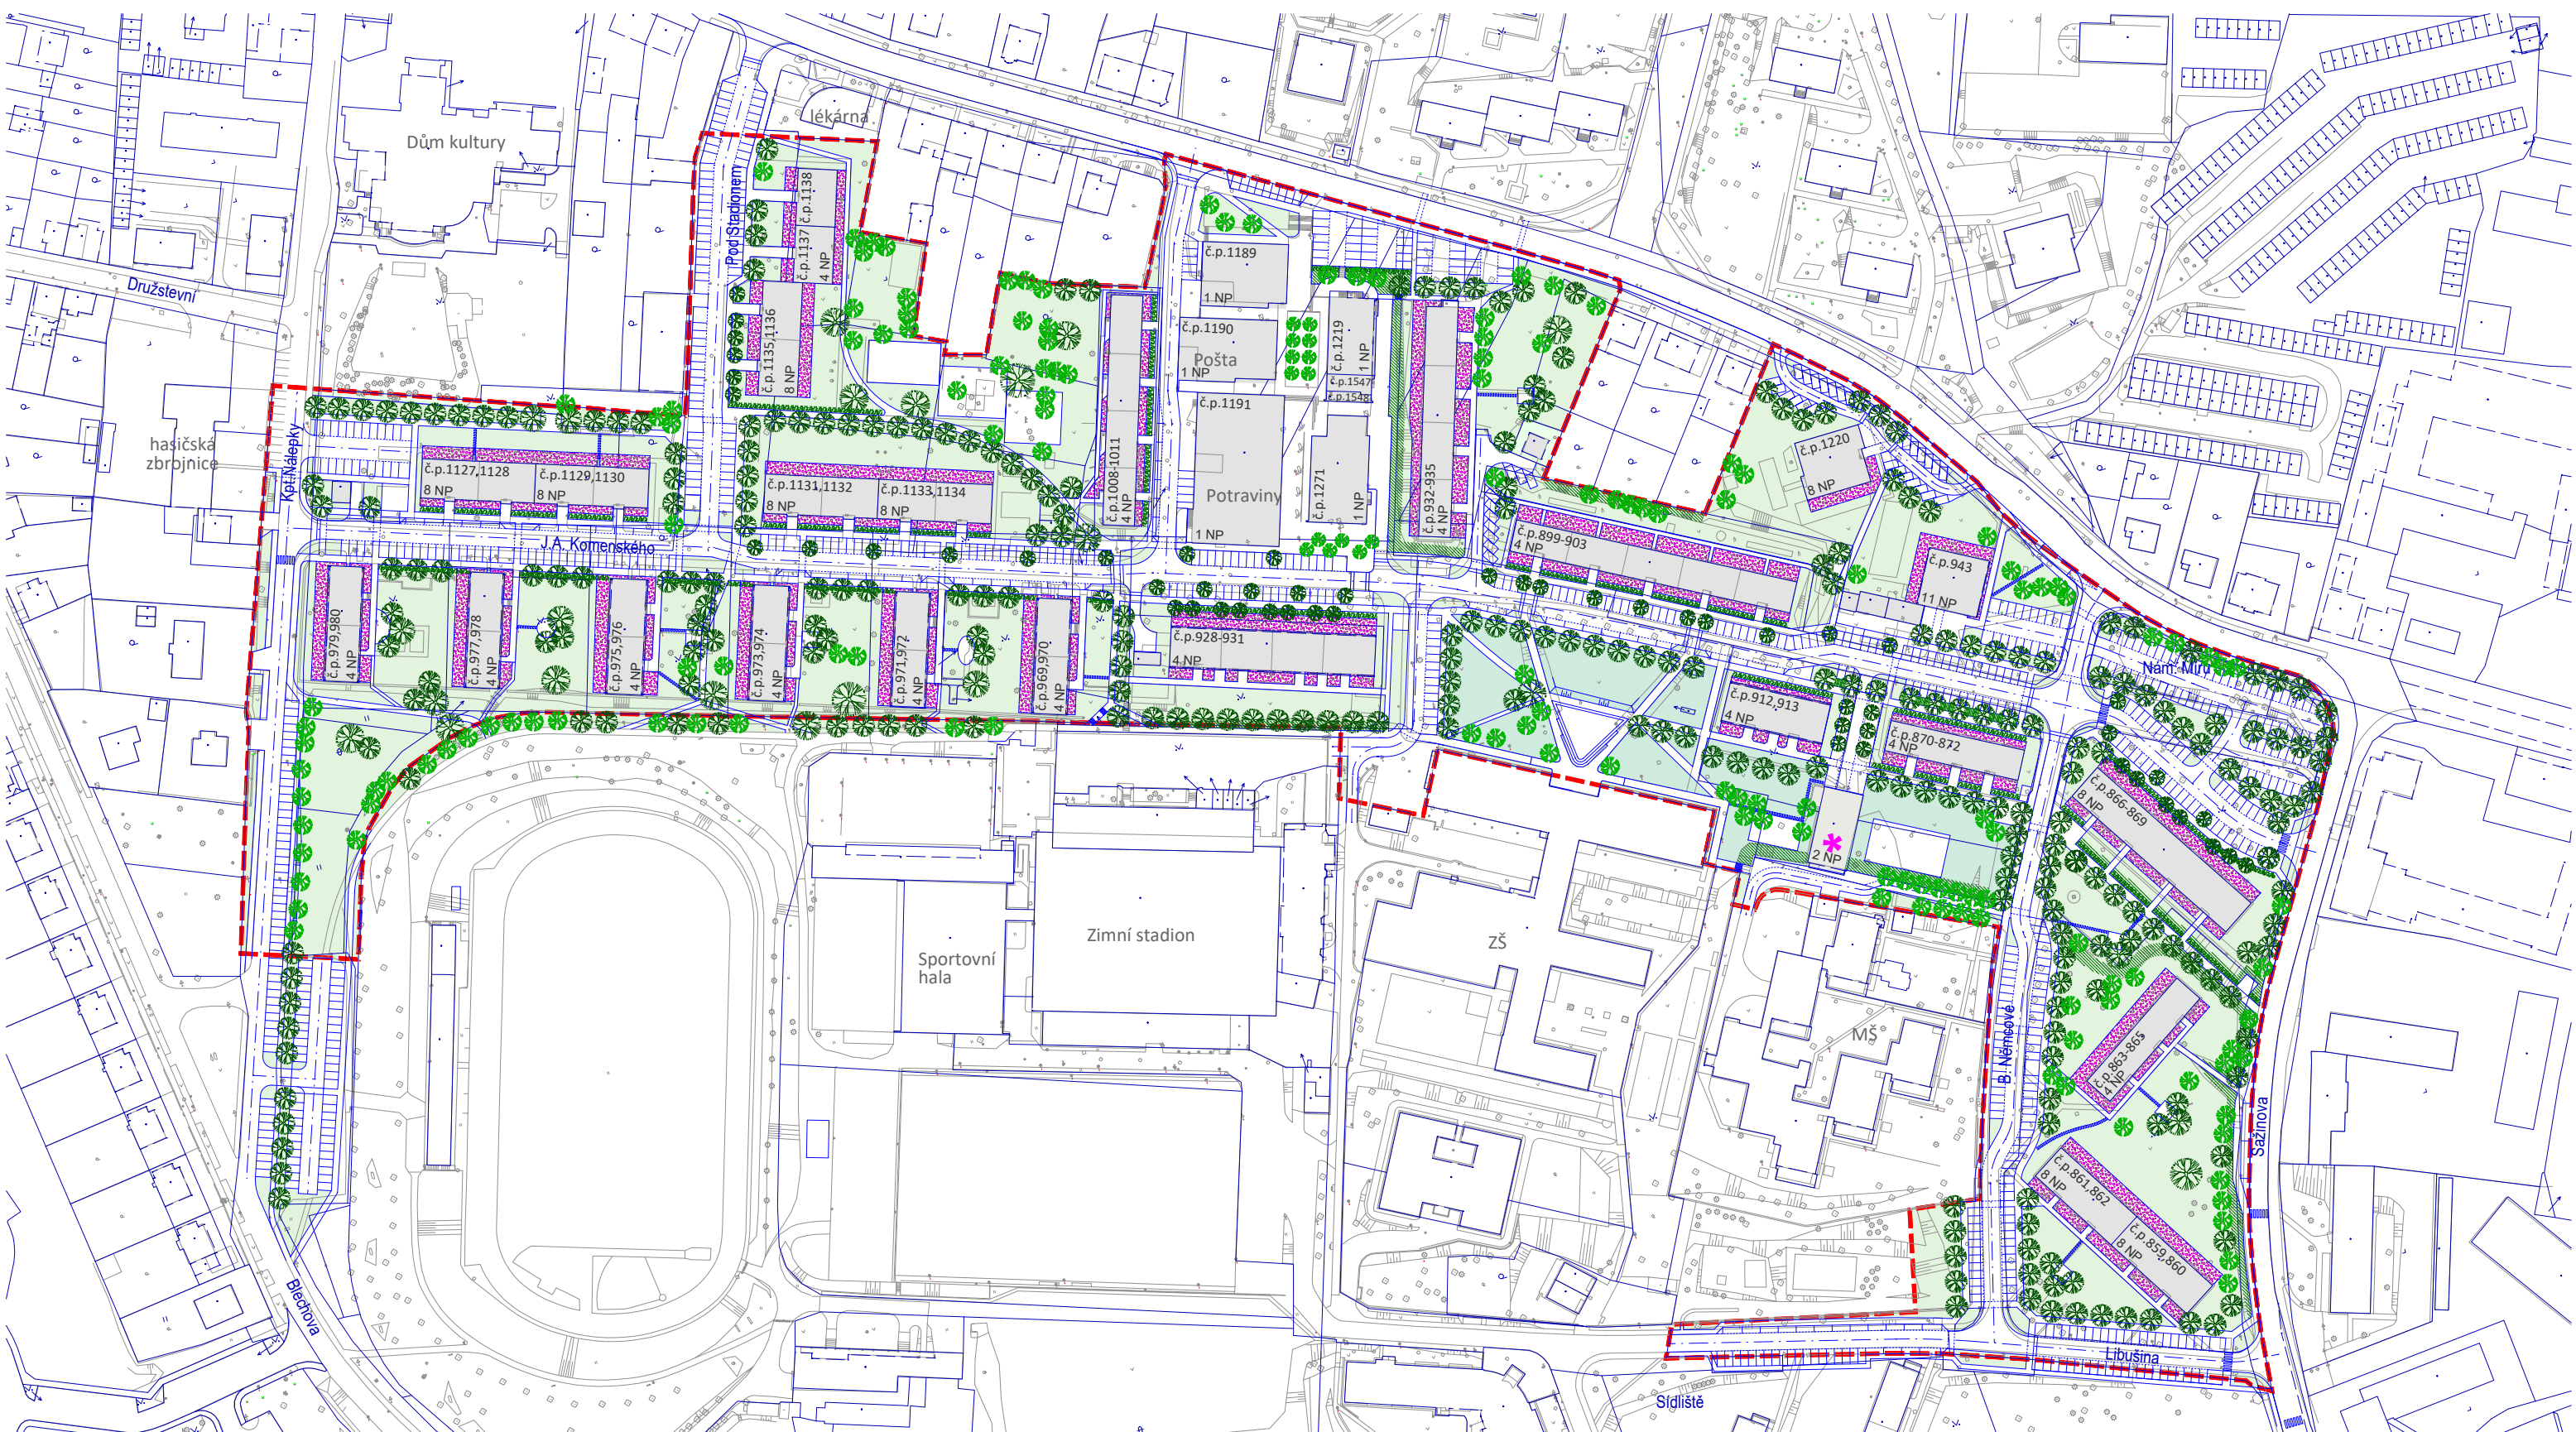 lékárna
Dům kultury
Pod Stadionem
č.p.1137 č.p.1138
4 NP
č.p.1135,1136
8 NP
Družstevní
hasičská
zbrojnice
Kpt.Nálepky
č.p.1127,1128
8 NP
č.p.1129,1130
8 NP
č.p.1131,1132
8 NP
č.p.1133,1134
8 NP
č.p.1008-1011
4 NP
č.p.1189
1 NP
č.p.1190
Pošta
1 NP
č.p.1191
Potraviny
1 NP
č.p.1219
1 NP
č.p.1547
č.p.1548
č.p.1271
1 NP
č.p.932-935
4 NP
č.p.899-903
4 NP
č.p.1220
8 NP
č.p.943
11 NP
J.A. Komenského
č.p.979,980
4 NP
č.p.977,978
4 NP
č.p.975,976
4 NP
č.p.973,974
4 NP
č.p.971,972
4 NP
č.p.969,970
4 NP
č.p.928-931
4 NP
Nám. Míru
č.p.912,913
4 NP
č.p.870-872
4 NP
č.p.866-869
8 NP
*
2 NP
Zimní stadion
Sportovní
hala
ZŠ
MŠ
B. Němcové
č.p.863-865
4 NP
Sažinova
č.p.861,862
8 NP
č.p.859,860
8 NP
Blechova
Libušina
Sídliště